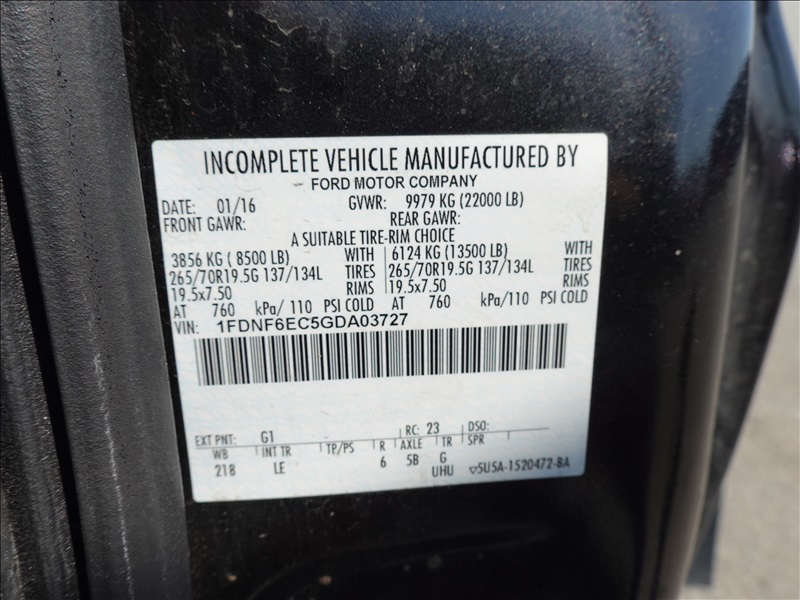 INCOMPLETE VEHICLE MANUFACTURED BY
FORD MOTOR COMPANY
DATE: 01/16 GVWR: 9979 KG (22000 LB)
FRONT GAWR: REAR GAWR:
A SUITABLE TIRE-RIM CHOICE
3856 KG ( 8500 LB) WITH 6124 KG (13500 LB) WITH
265/70R19.5G 137/134L TIRES 265/70R19.5G 137/134L TIRES
19.5x7.50 RIMS 19.5x7.50 RIMS
AT 760 kPa/ 110 PSI COLD AT 760 kPa/110 PSI COLD
VIN: 1FDNF6EC5GDA03727
EXT PNT: G1 RC: 23 DSO:
WB INT TR TP/PS R AXLE TR SPR
218 LE 6 5B G
UHU 5U5A-1520472-BA